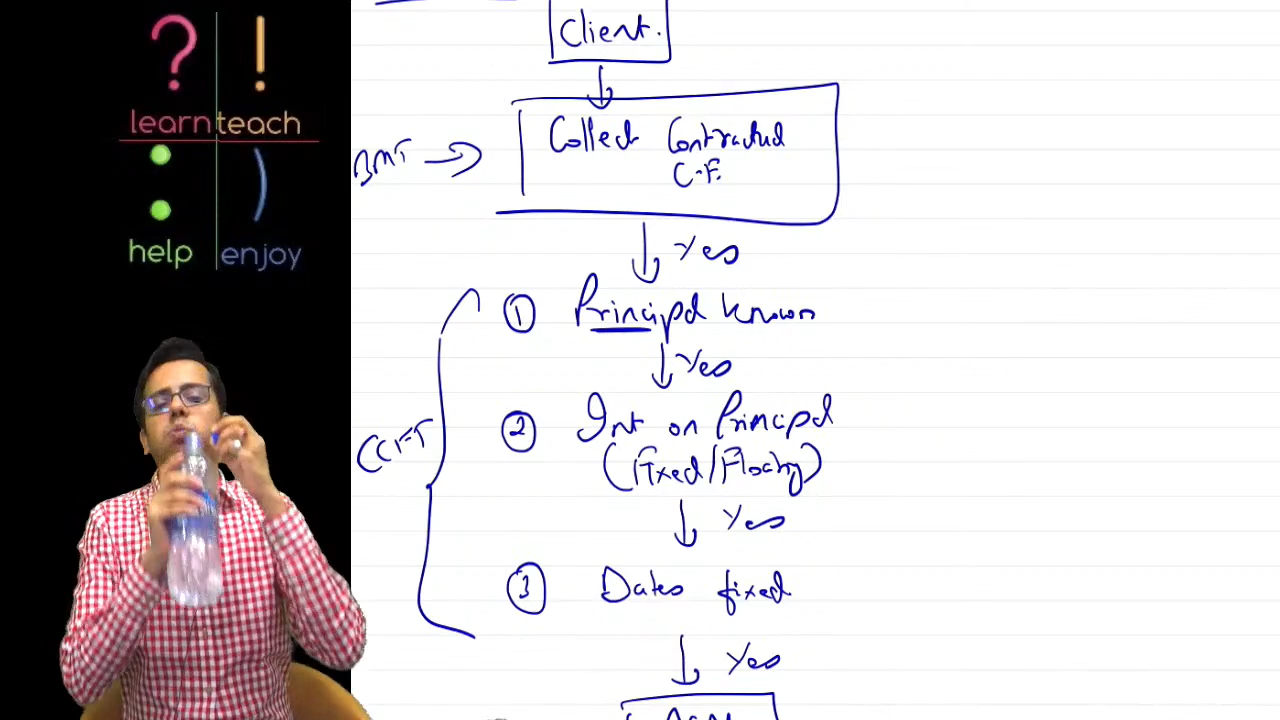 ? !
learn teach
: )
help enjoy
Client.
BMT → Collect Contracted
C.F.
Yes
① Principal known
Yes
② Int on Principal
(Fixed/Floating)
CCFT
Yes
③ Dates fixed
Yes